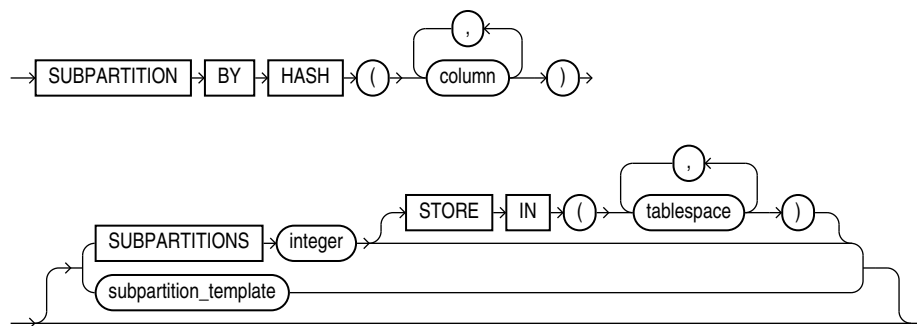 ,
SUBPARTITION BY HASH ( column )
,
STORE IN ( tablespace )
SUBPARTITIONS integer
subpartition_template